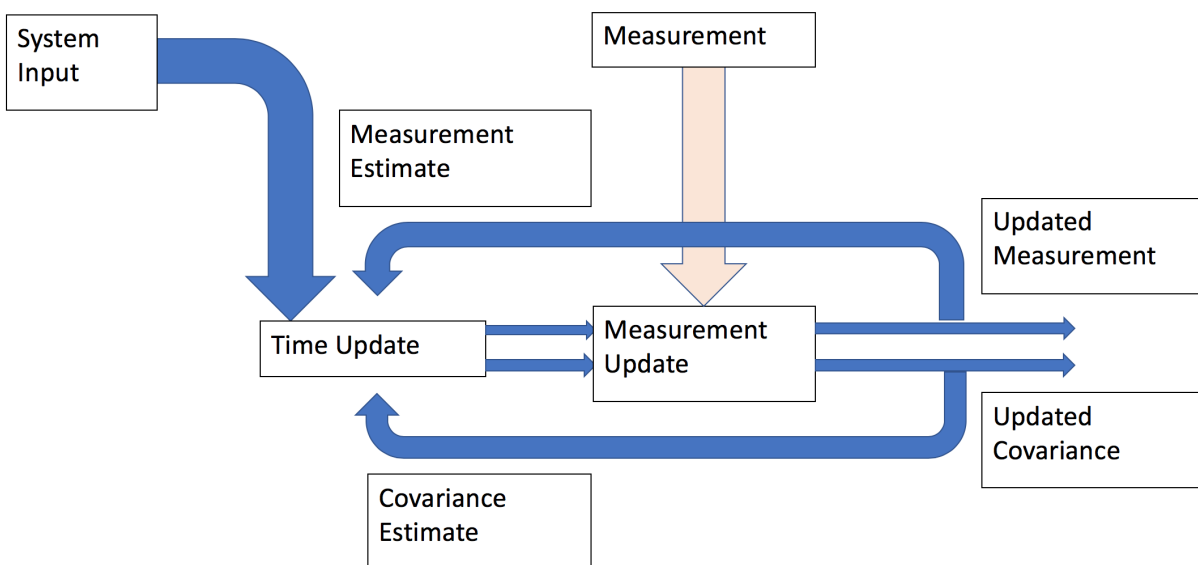 System
Input
Measurement
Measurement
Estimate
Updated
Measurement
Time Update
Measurement
Update
Updated
Covariance
Covariance
Estimate